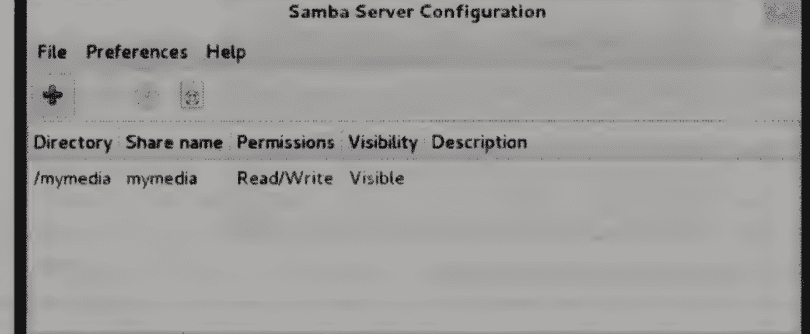 Samba Server Configuration
File Preferences Help
Directory Share name Permissions Visibility Description
/mymedia mymedia Read/Write Visible